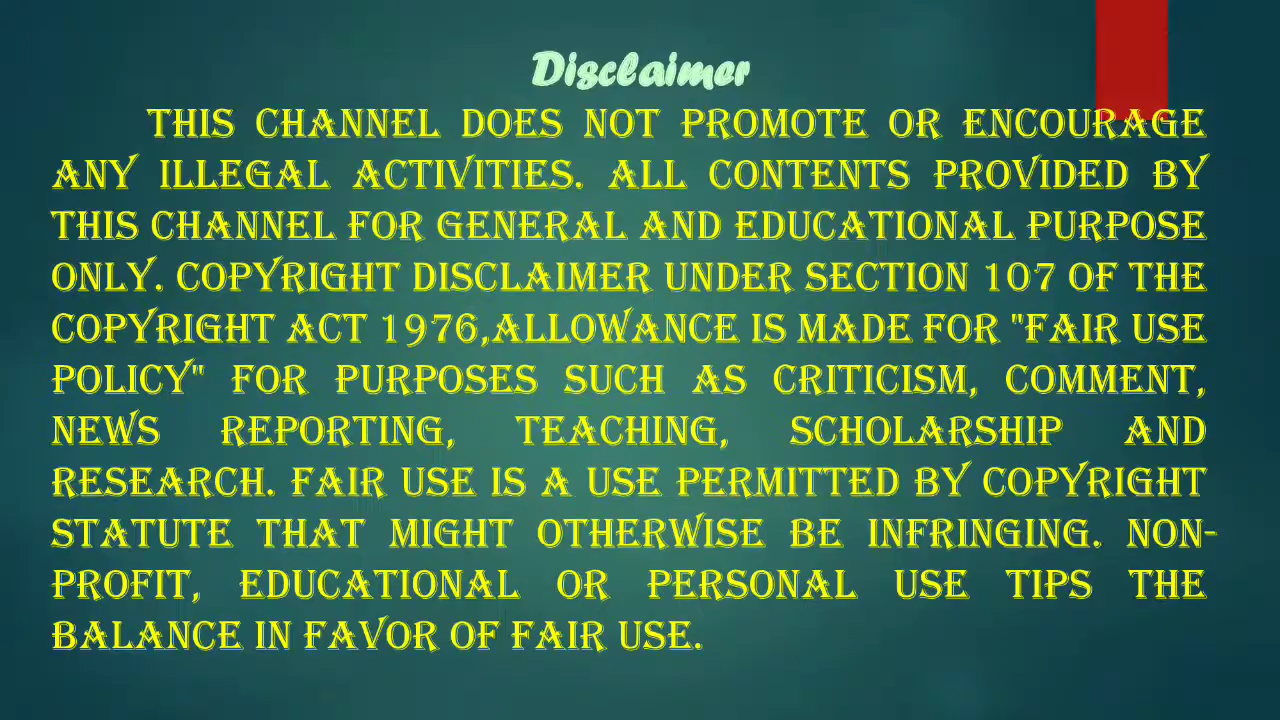 Disclaimer
THIS CHANNEL DOES NOT PROMOTE OR ENCOURAGE
ANY ILLEGAL ACTIVITIES. ALL CONTENTS PROVIDED BY
THIS CHANNEL FOR GENERAL AND EDUCATIONAL PURPOSE
ONLY. COPYRIGHT DISCLAIMER UNDER SECTION 107 OF THE
COPYRIGHT ACT 1976,ALLOWANCE IS MADE FOR "FAIR USE
POLICY" FOR PURPOSES SUCH AS CRITICISM, COMMENT,
NEWS REPORTING, TEACHING, SCHOLARSHIP AND
RESEARCH. FAIR USE IS A USE PERMITTED BY COPYRIGHT
STATUTE THAT MIGHT OTHERWISE BE INFRINGING. NON-
PROFIT, EDUCATIONAL OR PERSONAL USE TIPS THE
BALANCE IN FAVOR OF FAIR USE.